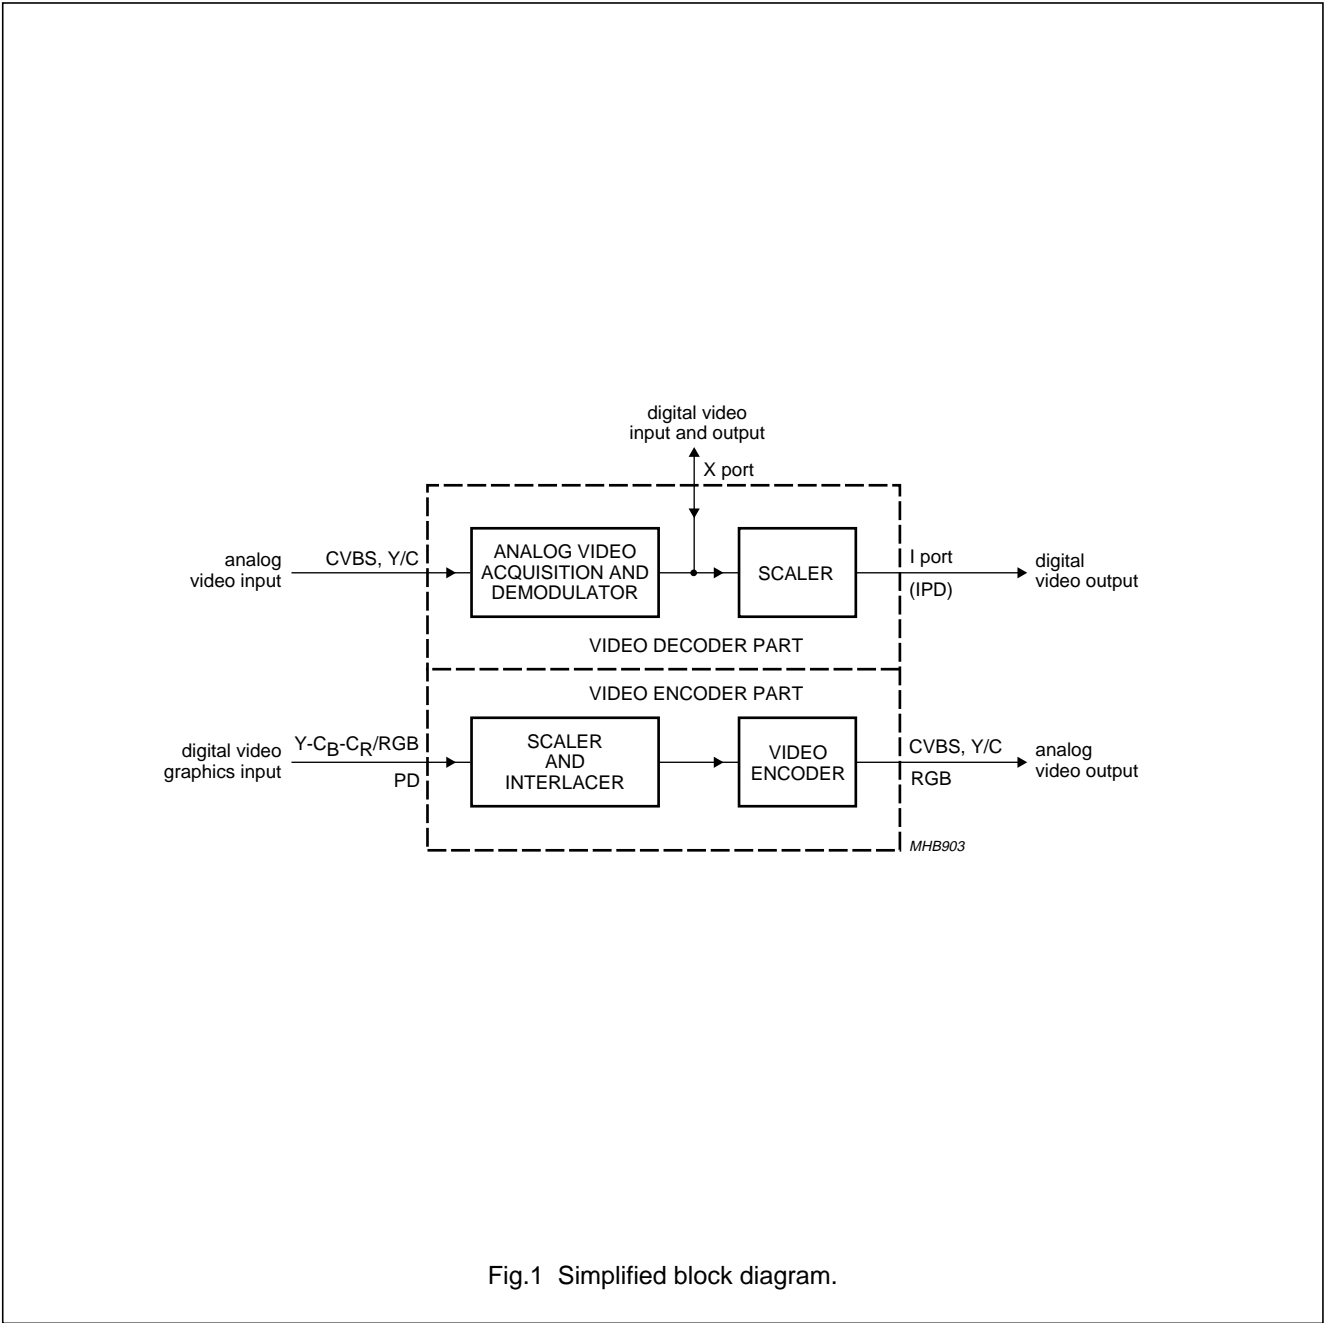 digital video
input and output
X port
analog
video input
CVBS, Y/C
ANALOG VIDEO
ACQUISITION AND
DEMODULATOR
SCALER
I port
(IPD)
digital
video output
VIDEO DECODER PART
VIDEO ENCODER PART
digital video
graphics input
Y-CB-CR/RGB
PD
SCALER
AND
INTERLACER
VIDEO
ENCODER
CVBS, Y/C
RGB
analog
video output
MHB903
Fig.1 Simplified block diagram.